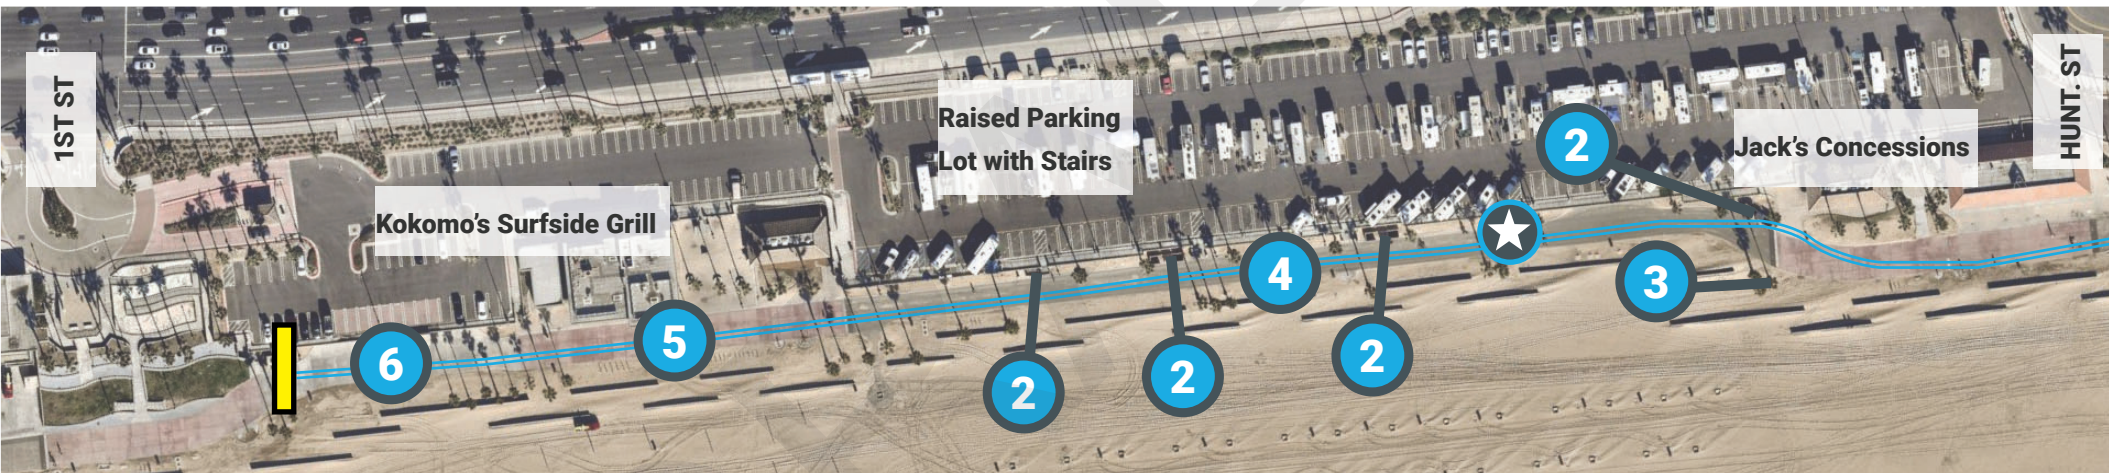 1ST ST
Kokomo's Surfside Grill
Raised Parking
Lot with Stairs
Jack's Concessions
HUNT. ST
2
3
4
5
6
2
2
2